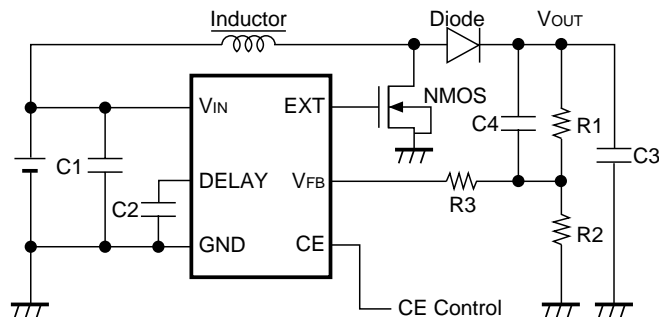 Inductor
Diode
VOUT
VIN
EXT
NMOS
C4
R1
C1
C3
DELAY
VFB
R3
C2
R2
GND
CE
CE Control